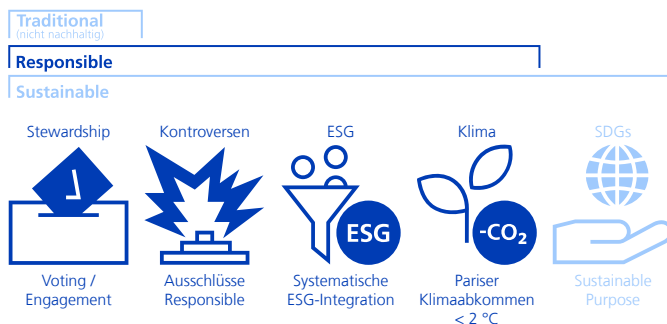 Traditional
(nicht nachhaltig)
Responsible
Sustainable
Stewardship
Kontroversen
ESG
Klima
SDGs
ESG
-CO₂
Voting /
Engagement
Ausschlüsse
Responsible
Systematische
ESG-Integration
Pariser
Klimaabkommen
< 2 °C
Sustainable
Purpose